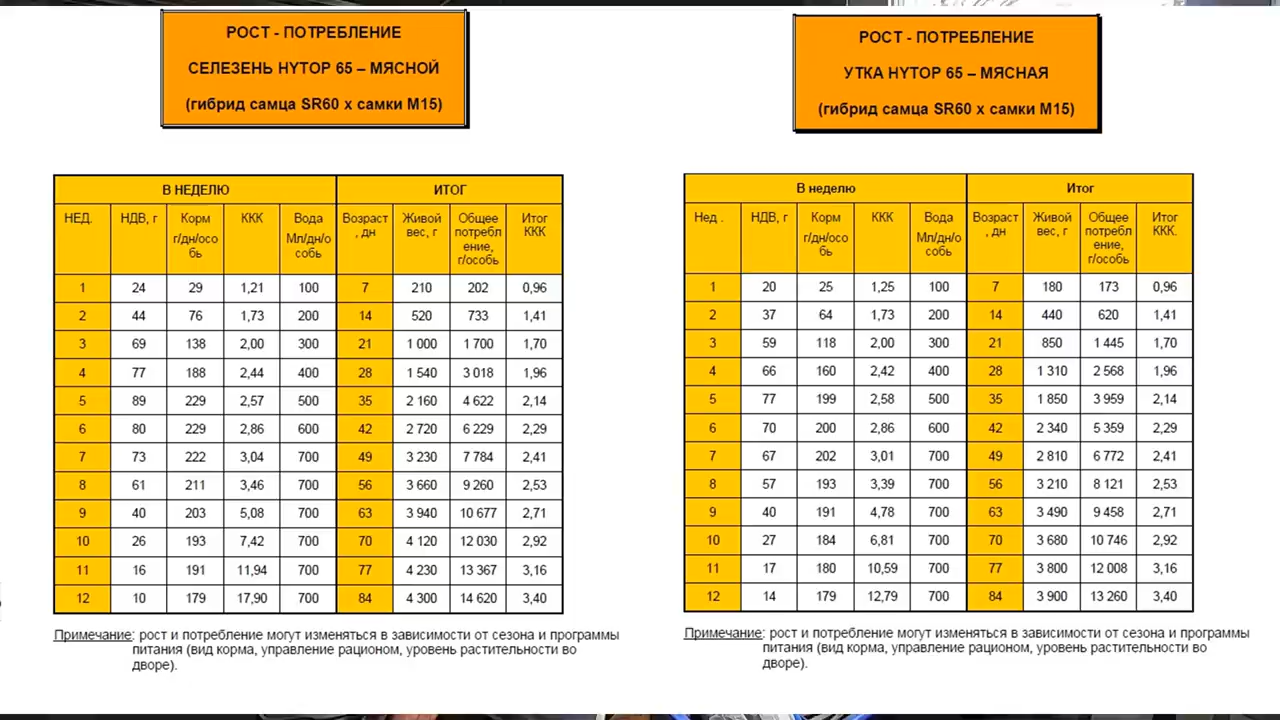 РОСТ - ПОТРЕБЛЕНИЕ
СЕЛЕЗЕНЬ HYTOP 65 – МЯСНОЙ
(гибрид самца SR60 x самки M15)
В НЕДЕЛЮ ИТОГ
НЕД. НДВ, г Корм г/дн/осо бь ККК Вода Мл/дн/о собь Возраст , дн Живой вес, г Общее потребл ение, г/особь Итог ККК
1 24 29 1,21 100 7 210 202 0,96
2 44 76 1,73 200 14 520 733 1,41
3 69 138 2,00 300 21 1 000 1 700 1,70
4 77 188 2,44 400 28 1 540 3 018 1,96
5 89 229 2,57 500 35 2 160 4 622 2,14
6 80 229 2,86 600 42 2 720 6 229 2,29
7 73 222 3,04 700 49 3 230 7 784 2,41
8 61 211 3,46 700 56 3 660 9 260 2,53
9 40 203 5,08 700 63 3 940 10 677 2,71
10 26 193 7,42 700 70 4 120 12 030 2,92
11 16 191 11,94 700 77 4 230 13 367 3,16
12 10 179 17,90 700 84 4 300 14 620 3,40
Примечание: рост и потребление могут изменяться в зависимости от сезона и программы
питания (вид корма, управление рационом, уровень растительности во
дворе).
РОСТ - ПОТРЕБЛЕНИЕ
УТКА HYTOP 65 – МЯСНАЯ
(гибрид самца SR60 x самки M15)
В неделю Итог
Нед . НДВ, г Корм г/дн/осо бь ККК Вода Мл/дн/о собь Возраст , дн Живой вес, г Общее потребл ение, г/особь Итог ККК.
1 20 25 1,25 100 7 180 173 0,96
2 37 64 1,73 200 14 440 620 1,41
3 59 118 2,00 300 21 850 1 445 1,70
4 66 160 2,42 400 28 1 310 2 568 1,96
5 77 199 2,58 500 35 1 850 3 959 2,14
6 70 200 2,86 600 42 2 340 5 359 2,29
7 67 202 3,01 700 49 2 810 6 772 2,41
8 57 193 3,39 700 56 3 210 8 121 2,53
9 40 191 4,78 700 63 3 490 9 458 2,71
10 27 184 6,81 700 70 3 680 10 746 2,92
11 17 180 10,59 700 77 3 800 12 008 3,16
12 14 179 12,79 700 84 3 900 13 260 3,40
Примечание: рост и потребление могут изменяться в зависимости от сезона и программы
питания (вид корма, управление рационом, уровень растительности во
дворе).